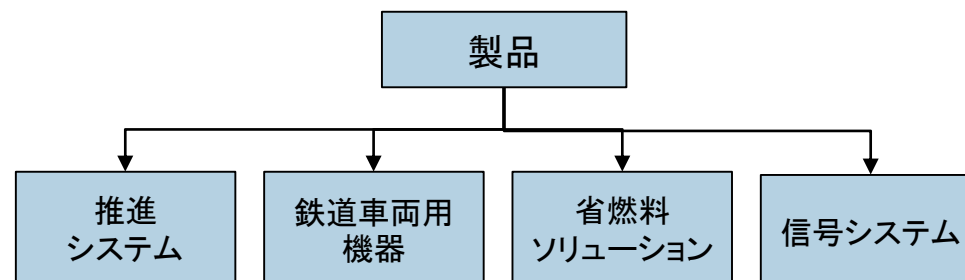 製品
推進
システム
鉄道車両用
機器
省燃料
ソリューション
信号システム